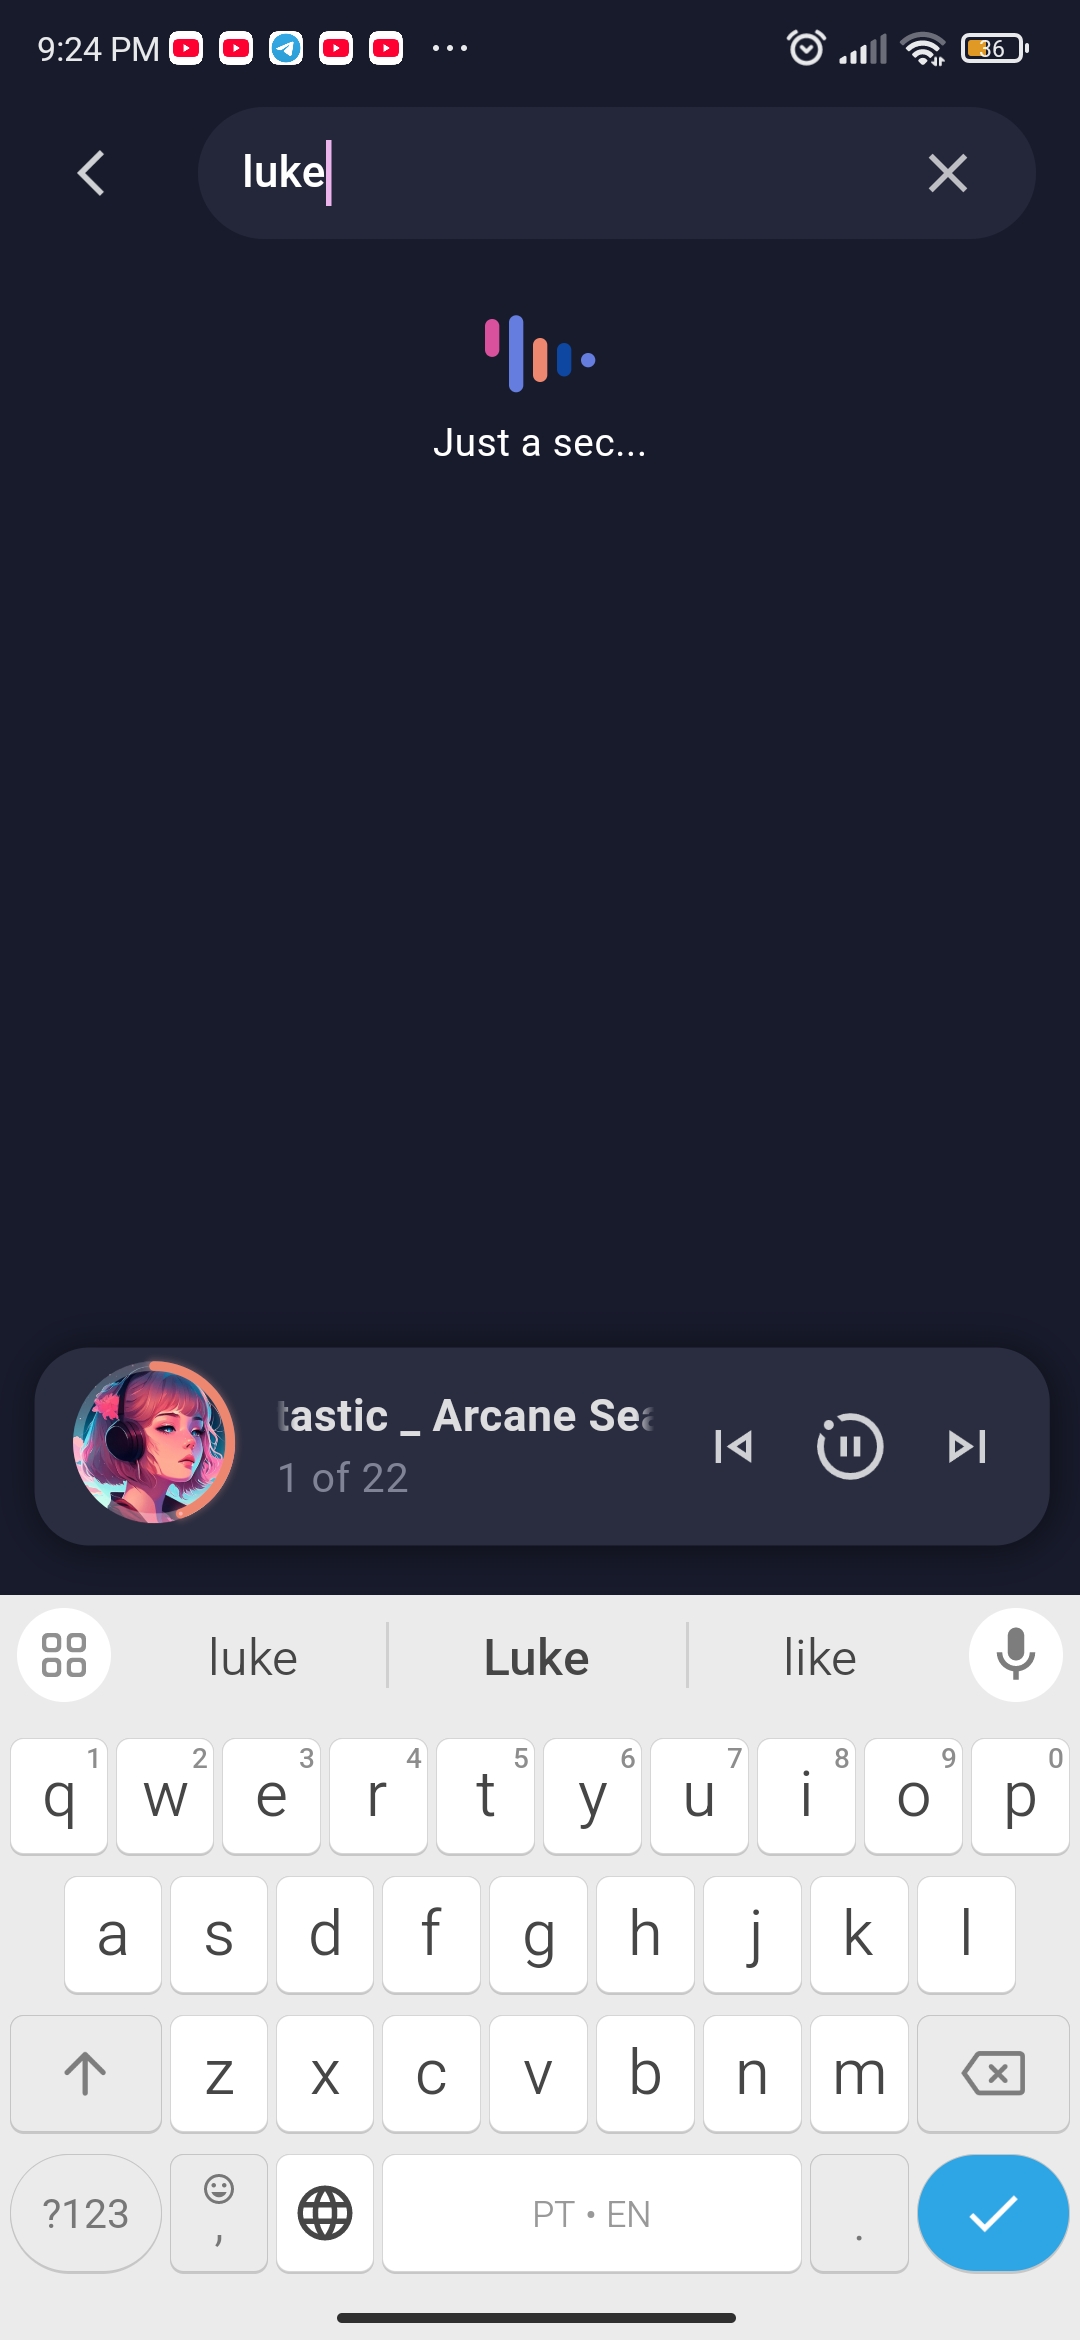 9:24 PM
36
luke
Just a sec...
tastic _ Arcane Sea
1 of 22
luke Luke like
1 2 3 4 5 6 7 8 9 0
q w e r t y u i o p
a s d f g h j k l
z x c v b n m
?123 , PT • EN .